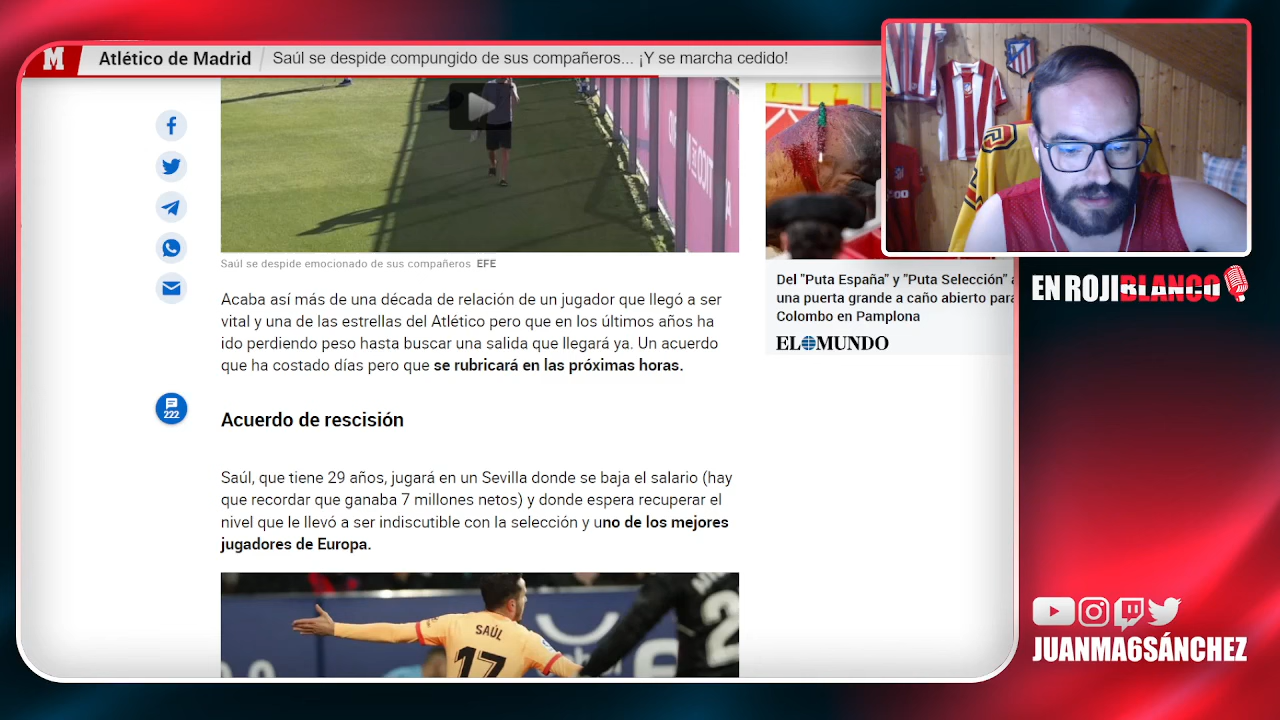 M
Atlético de Madrid
Saúl se despide compungido de sus compañeros... ¡Y se marcha cedido!
Saúl se despide emocionado de sus compañeros EFE
Acaba así más de una década de relación de un jugador que llegó a ser
vital y una de las estrellas del Atlético pero que en los últimos años ha
ido perdiendo peso hasta buscar una salida que llegará ya. Un acuerdo
que ha costado días pero que se rubricará en las próximas horas.
222
Acuerdo de rescisión
Saúl, que tiene 29 años, jugará en un Sevilla donde se baja el salario (hay
que recordar que ganaba 7 millones netos) y donde espera recuperar el
nivel que le llevó a ser indiscutible con la selección y uno de los mejores
jugadores de Europa.
SAÚL
17
2
Del "Puta España" y "Puta Selección" a
una puerta grande a caño abierto para
Colombo en Pamplona
EL MUNDO
EN ROJIBLANCO
JUANMA6SÁNCHEZ